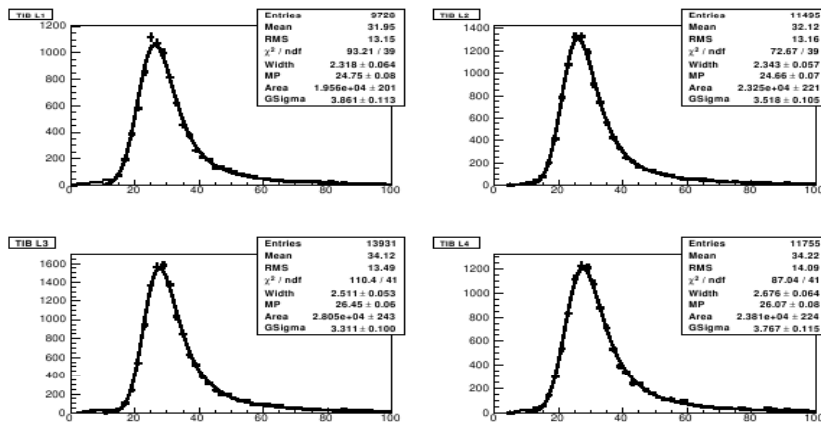 TIB L1
Entries 9728
Mean 31.95
RMS 13.15
χ² / ndf 93.21 / 39
Width 2.318 ± 0.064
MP 24.75 ± 0.08
Area 1.956e+04 ± 201
GSigma 3.861 ± 0.113
1200
1000
800
600
400
200
0
0 20 40 60 80 100
TIB L2
Entries 11495
Mean 32.12
RMS 13.16
χ² / ndf 72.67 / 39
Width 2.343 ± 0.057
MP 24.66 ± 0.07
Area 2.325e+04 ± 221
GSigma 3.518 ± 0.105
1400
1200
1000
800
600
400
200
0
0 20 40 60 80 100
TIB L3
Entries 13931
Mean 34.12
RMS 13.49
χ² / ndf 110.4 / 41
Width 2.511 ± 0.053
MP 26.45 ± 0.06
Area 2.805e+04 ± 243
GSigma 3.311 ± 0.100
1600
1400
1200
1000
800
600
400
200
0
0 20 40 60 80 100
TIB L4
Entries 11755
Mean 34.22
RMS 14.09
χ² / ndf 87.04 / 41
Width 2.676 ± 0.064
MP 26.07 ± 0.08
Area 2.381e+04 ± 224
GSigma 3.767 ± 0.115
1200
1000
800
600
400
200
0
0 20 40 60 80 100